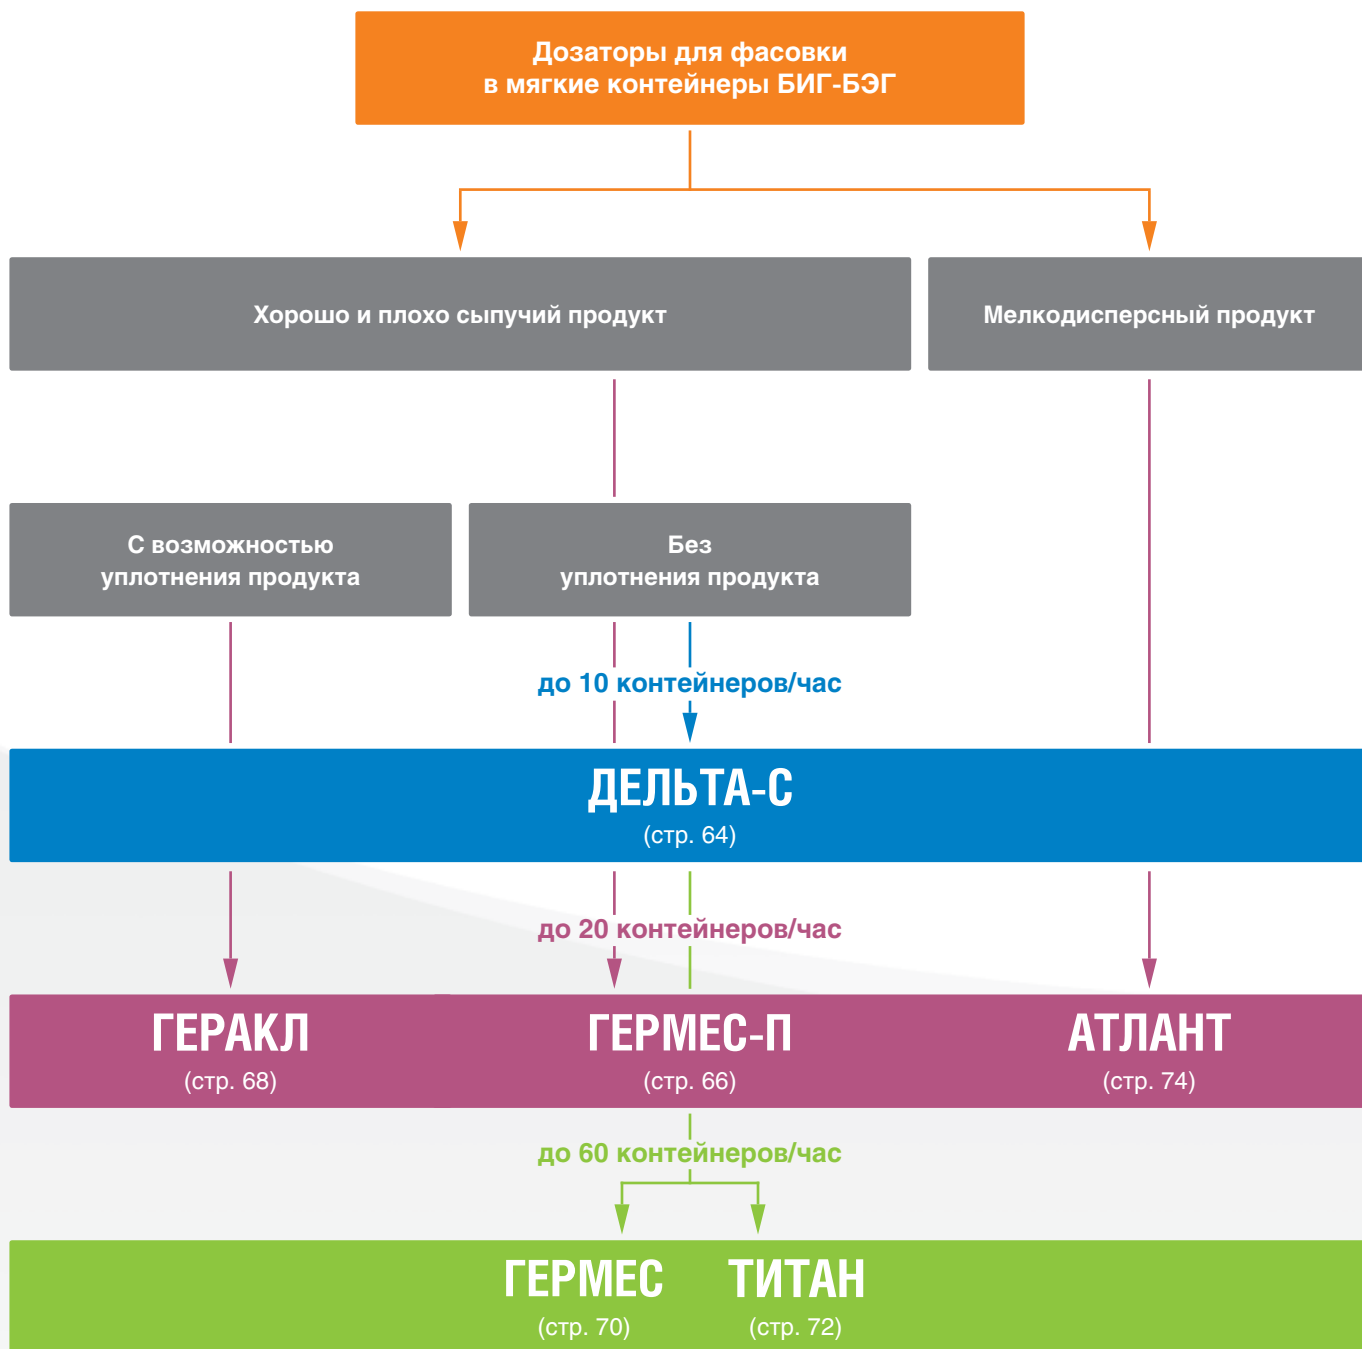 Дозаторы для фасовки
в мягкие контейнеры БИГ-БЭГ
Хорошо и плохо сыпучий продукт
Мелкодисперсный продукт
С возможностью
уплотнения продукта
Без
уплотнения продукта
до 10 контейнеров/час
ДЕЛЬТА-С
(стр. 64)
до 20 контейнеров/час
ГЕРАКЛ
(стр. 68)
ГЕРМЕС-П
(стр. 66)
АТЛАНТ
(стр. 74)
до 60 контейнеров/час
ГЕРМЕС
(стр. 70)
ТИТАН
(стр. 72)